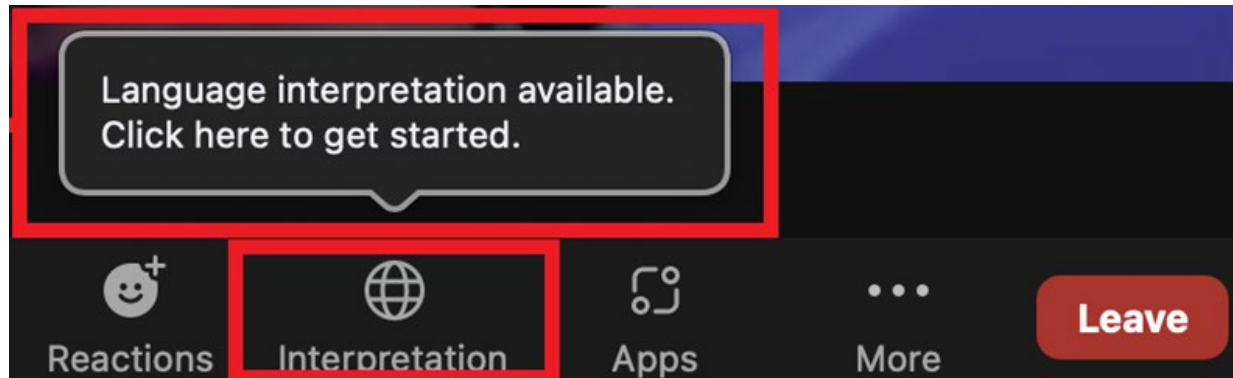 Language interpretation available.
Click here to get started.
Reactions
Interpretation
Apps
More
Leave